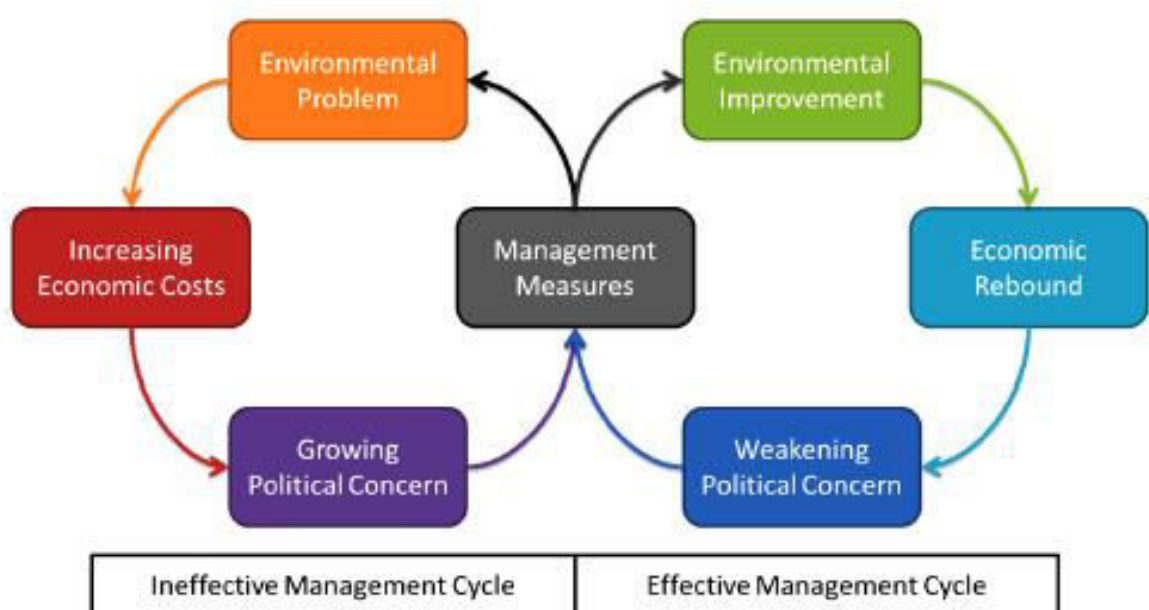 Environmental
Problem
Environmental
Improvement
Increasing
Economic Costs
Management
Measures
Economic
Rebound
Growing
Political Concern
Weakening
Political Concern
Ineffective Management Cycle
Effective Management Cycle